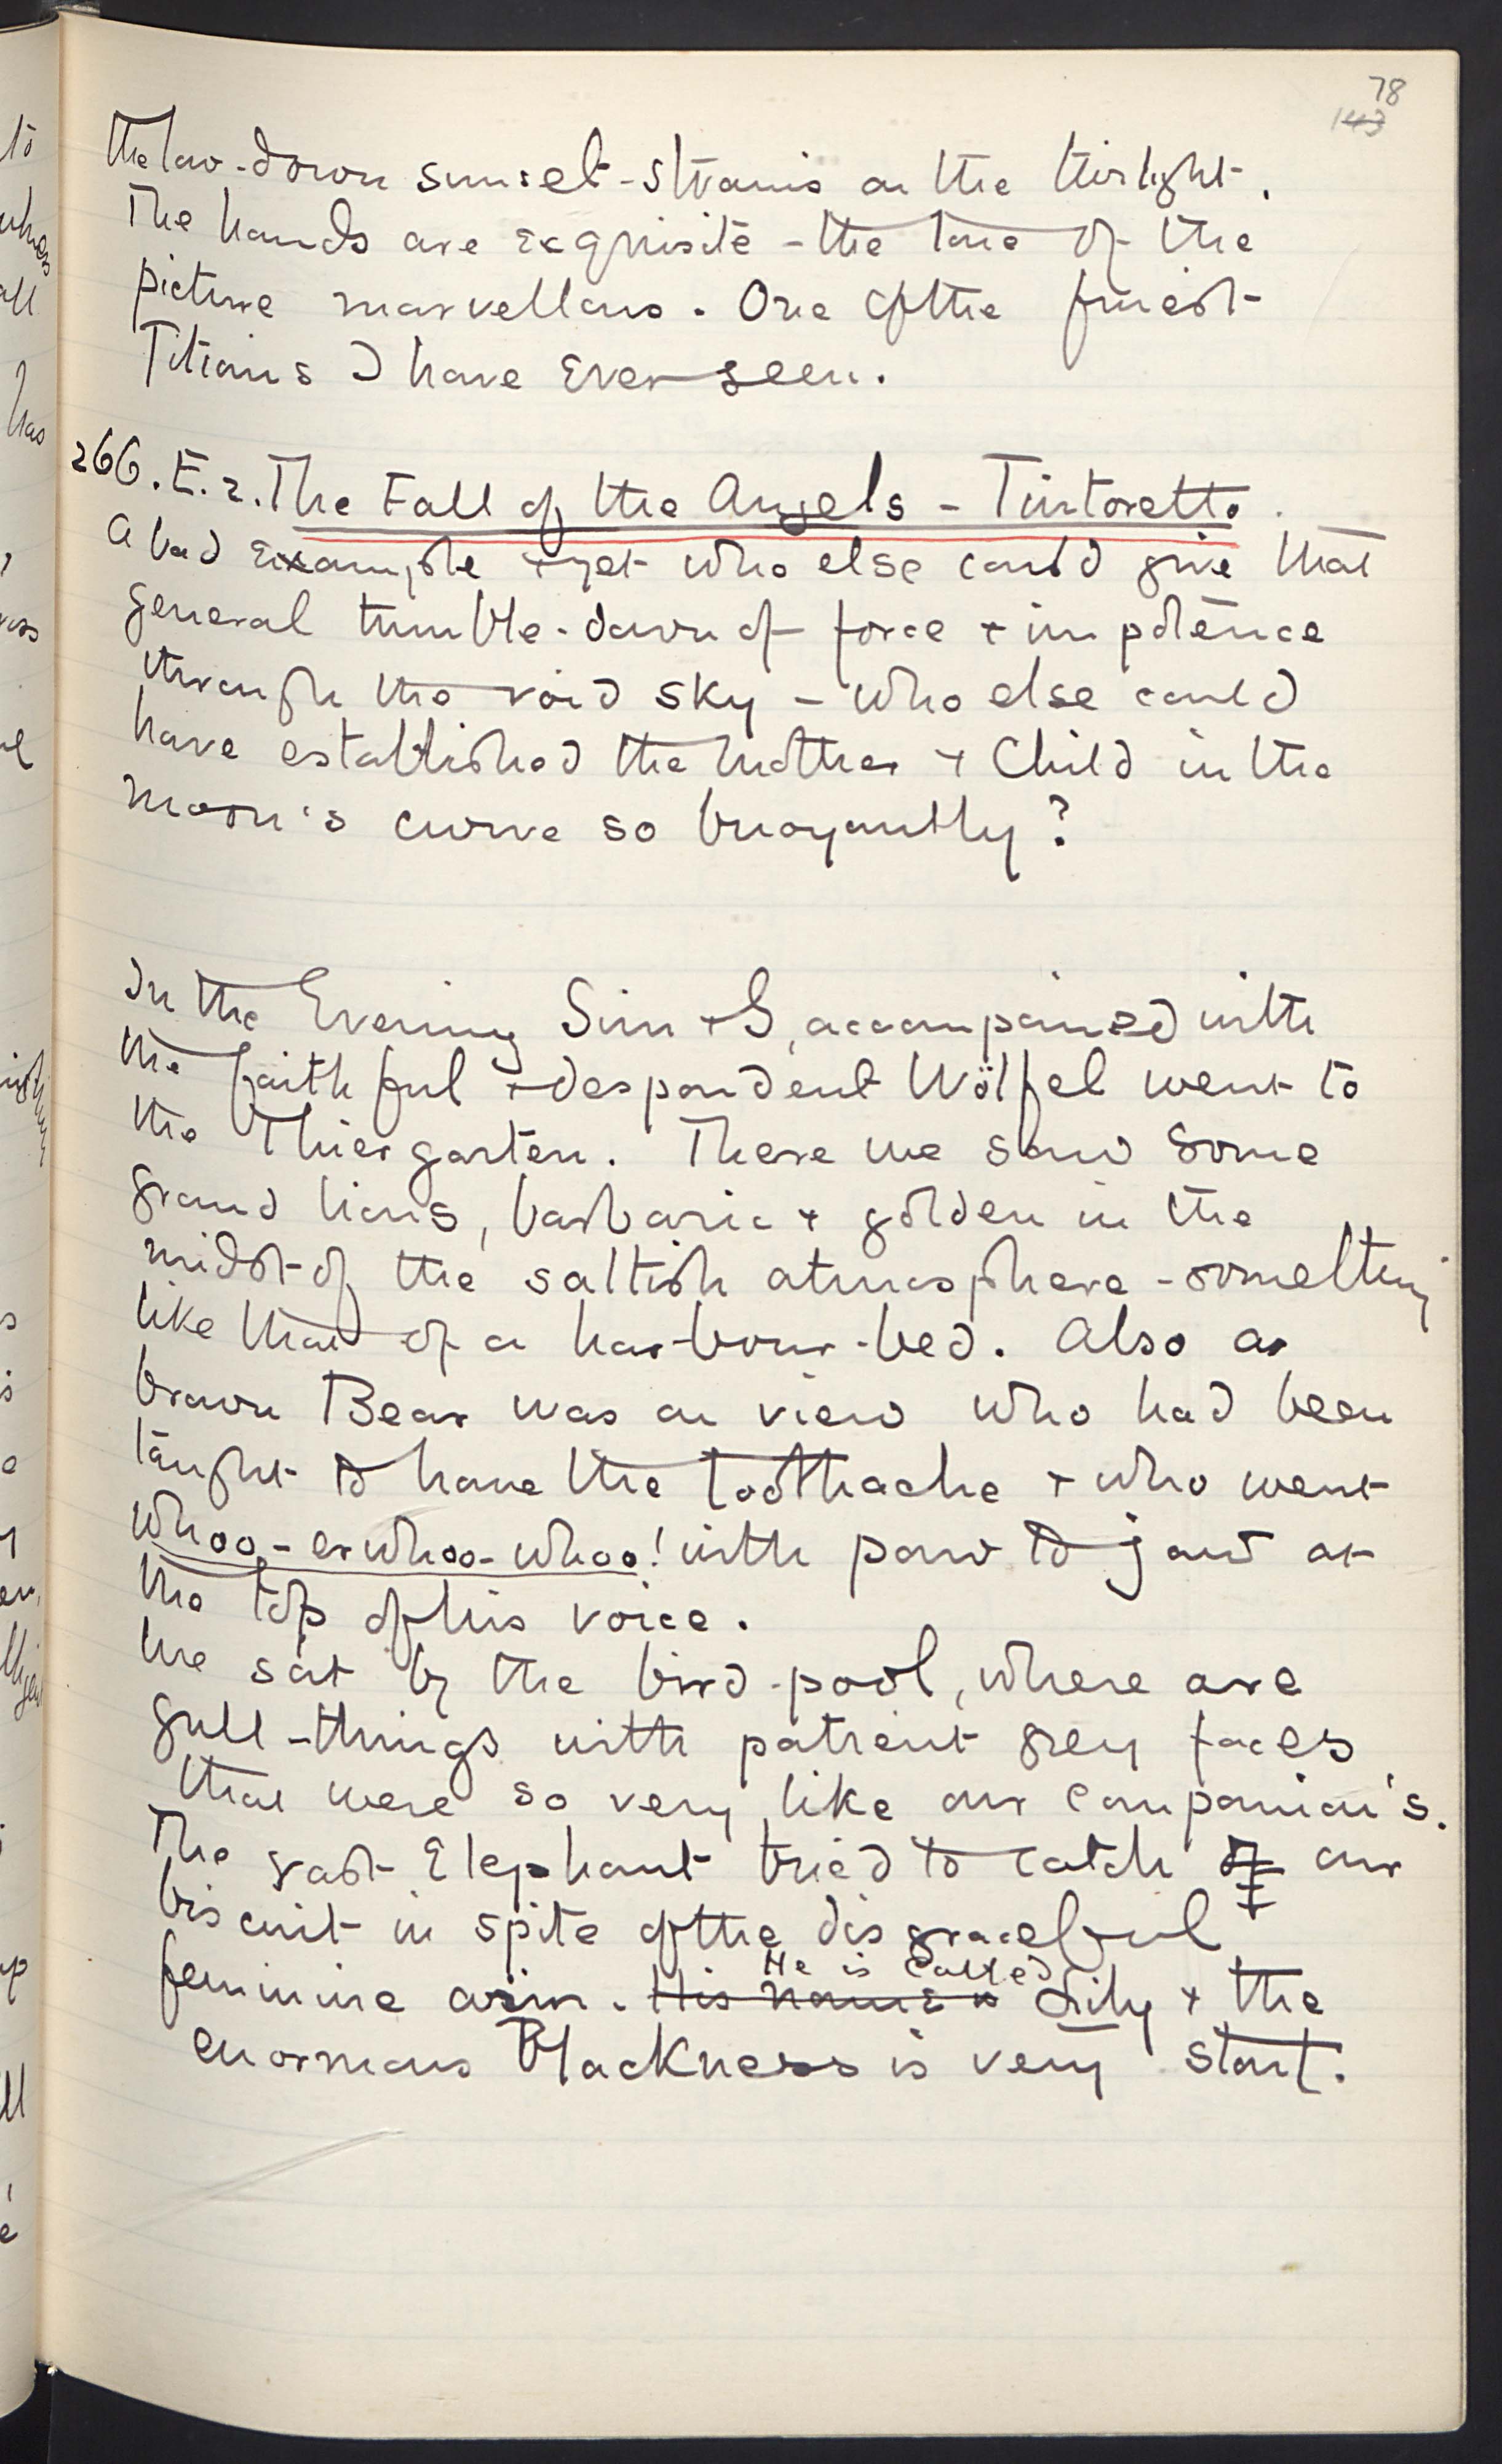 78
143
the low-down sunset-strains on the twilight.
The hands are exquisite - the tone of the
picture marvellous. One of the finest
Titians I have ever seen.
266. E. 2. The Fall of the Angels - Tintoretto.
A bad example & yet who else could give that
general tumble-down of force & impotence
through the void sky - who else could
have established the Mother & Child in the
moon's curve so buoyantly?
In the Evening Sim & I, accompanied with
the faithful & despondent Wölfel went to
the Thiergarten. There we saw some
grand lions, barbaric & golden in the
midst of the saltish atmosphere - something
like that of a harbour-bed. Also a
brown Bear was on view who had been
taught to have the toothache & who went
whoo-er whoo-whoo! with paw to jaw at
the top of his voice.
We sat by the bird-pool, where are
gull-things with patient grey faces
that were so very like our companion's.
The vast Elephant tried to catch of our
biscuit in spite of the disgraceful
feminine aim. His name is He is called Lily & the
enormous Blackness is very stout.